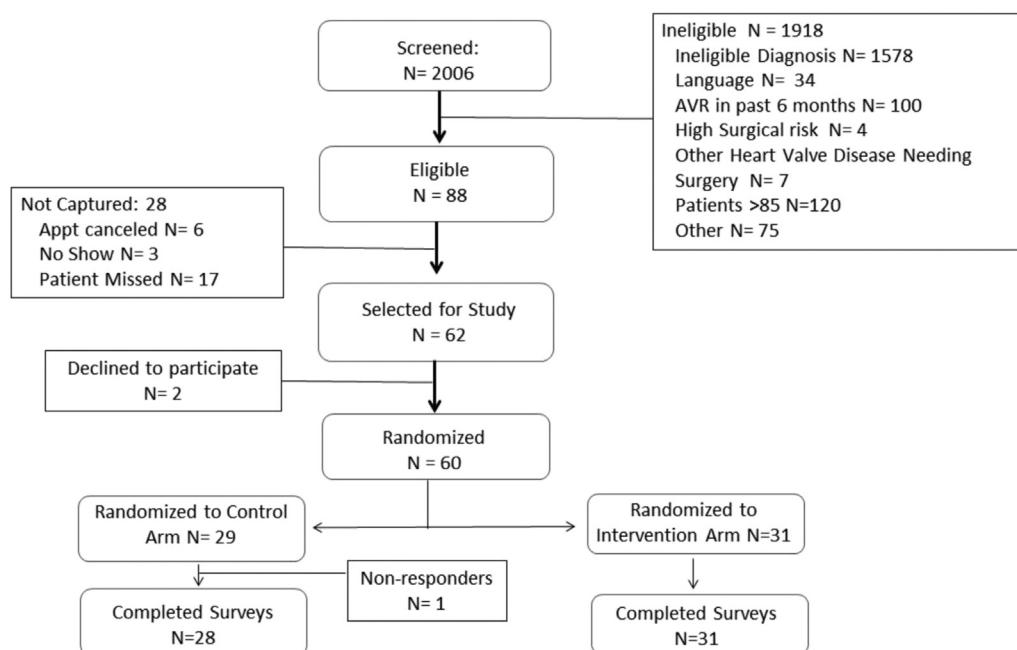 Screened:
N= 2006
Ineligible N = 1918
Ineligible Diagnosis N= 1578
Language N= 34
AVR in past 6 months N= 100
High Surgical risk N= 4
Other Heart Valve Disease Needing
Surgery N= 7
Patients >85 N=120
Other N= 75
Eligible
N = 88
Not Captured: 28
Appt canceled N= 6
No Show N= 3
Patient Missed N= 17
Selected for Study
N = 62
Declined to participate
N= 2
Randomized
N = 60
Randomized to Control
Arm N= 29
Randomized to
Intervention Arm N=31
Non-responders
N= 1
Completed Surveys
N=28
Completed Surveys
N=31